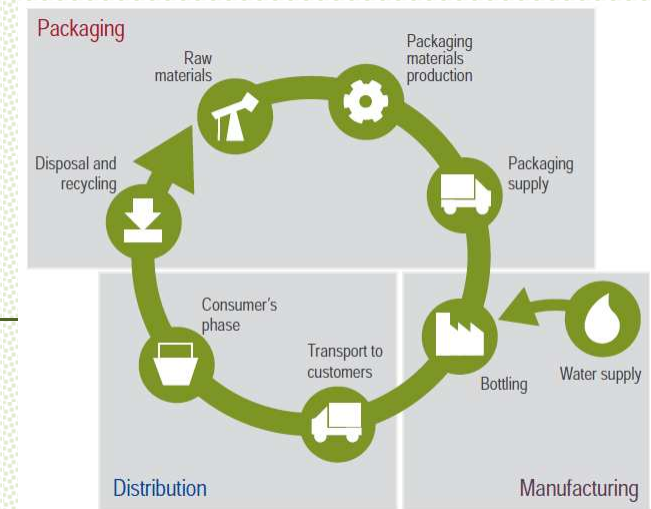 Packaging
Raw
materials
Packaging
materials
production
Packaging
supply
Disposal and
recycling
Consumer's
phase
Transport to
customers
Bottling
Water supply
Distribution
Manufacturing